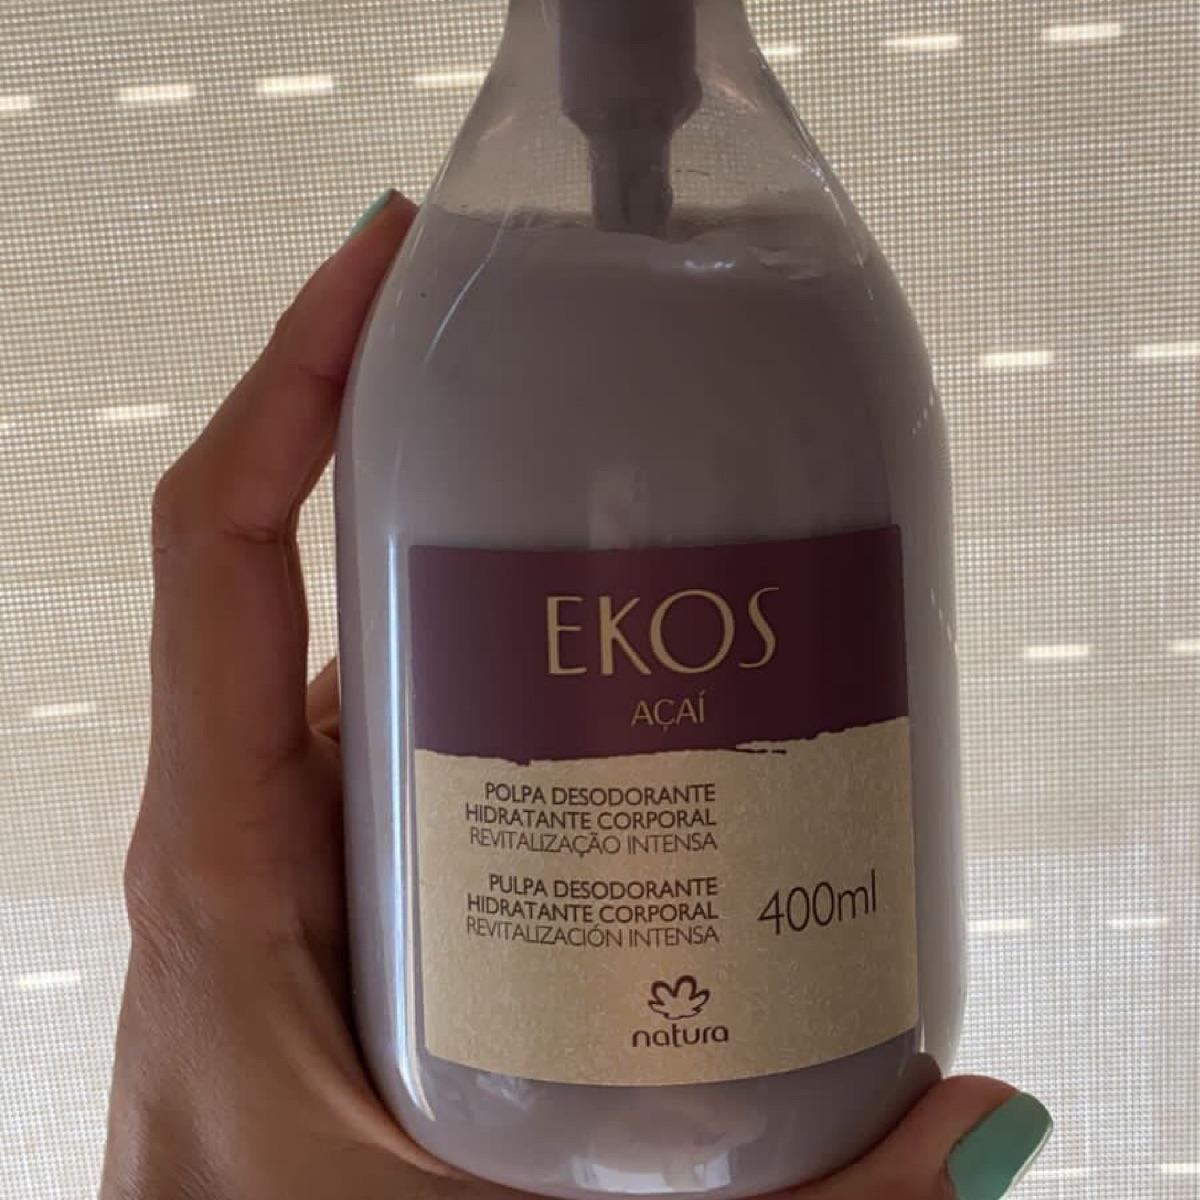 EKOS
AÇAÍ
POLPA DESODORANTE
HIDRATANTE CORPORAL
REVITALIZAÇÃO INTENSA
PULPA DESODORANTE
HIDRATANTE CORPORAL
REVITALIZACIÓN INTENSA
400ml
natura